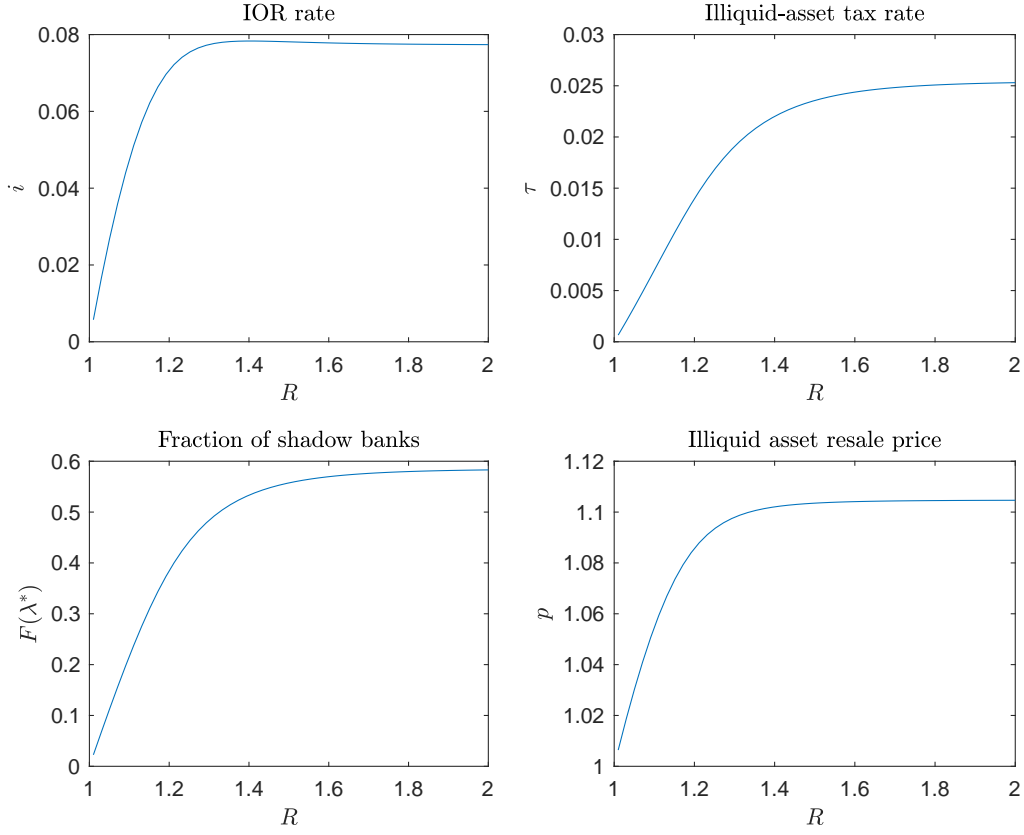 IOR rate
0.08
0.06
0.04
0.02
0
i
1 1.2 1.4 1.6 1.8 2
R
Illiquid-asset tax rate
0.03
0.025
0.02
0.015
0.01
0.005
0
τ
1 1.2 1.4 1.6 1.8 2
R
Fraction of shadow banks
0.6
0.5
0.4
0.3
0.2
0.1
0
F(λ*)
1 1.2 1.4 1.6 1.8 2
R
Illiquid asset resale price
1.12
1.1
1.08
1.06
1.04
1.02
1
p
1 1.2 1.4 1.6 1.8 2
R